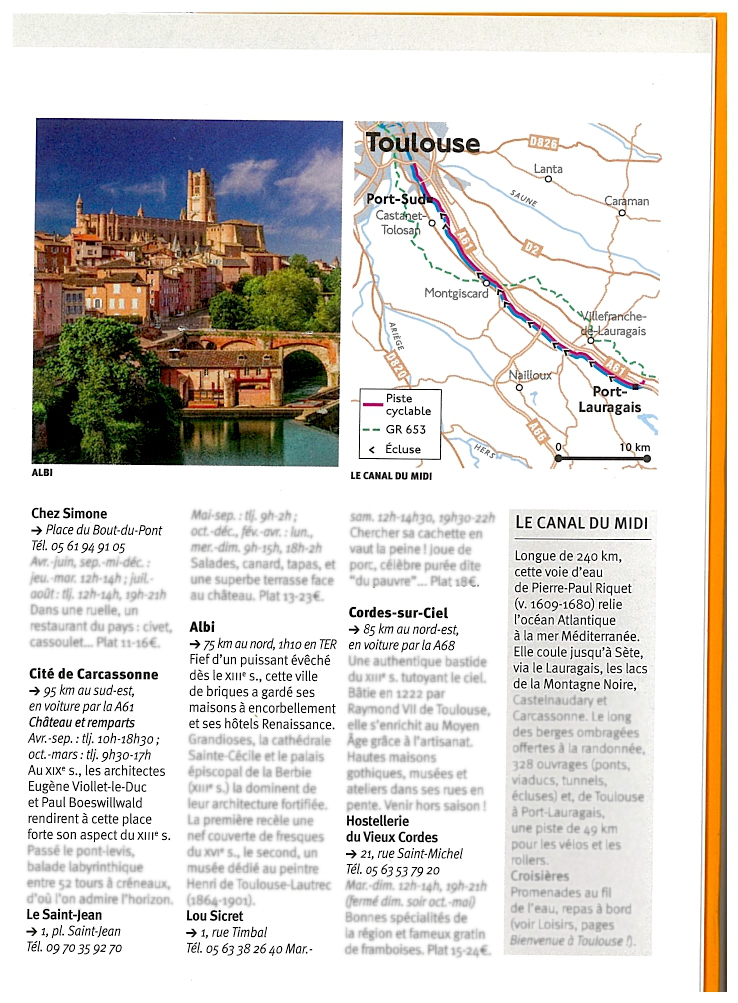 Toulouse
D826
Lanta
Port-Sud
SAUNE
Caraman
Castanet-
Tolosan
A61
D2
Montgiscard
Villefranche-
de-Lauragais
ARIÈGE
D820
A61
Nailloux
Port-
Lauragais
Piste
cyclable
GR 653
Écluse
A66
HERS
0 10 km
ALBI
LE CANAL DU MIDI
Chez Simone
→ Place du Bout-du-Pont
Tél. 05 61 94 91 05
Avr.-juin, sep.-mi-déc. :
jeu.-mar. 12h-14h ; juil.-
août : tlj. 12h-14h, 19h-21h
Dans une ruelle, un
restaurant du pays : civet,
cassoulet... Plat 11-16€.
Cité de Carcassonne
→ 95 km au sud-est,
en voiture par la A61
Château et remparts
Avr.-sep. : tlj. 10h-18h30 ;
oct.-mars : tlj. 9h30-17h
Au XIXe s., les architectes
Eugène Viollet-le-Duc
et Paul Boeswillwald
rendirent à cette place
forte son aspect du XIIIe s.
Passé le pont-levis,
balade labyrinthique
entre 52 tours à créneaux,
d'où l'on admire l'horizon.
Le Saint-Jean
→ 1, pl. Saint-Jean
Tél. 09 70 35 92 70
Mai-sep. : tlj. 9h-2h ;
oct.-déc., fév.-avr. : lun.,
mer.-dim. 9h-15h, 18h-2h
Salades, canard, tapas, et
une superbe terrasse face
au château. Plat 13-23€.
Albi
→ 75 km au nord, 1h10 en TER
Fief d'un puissant évêché
dès le XIIIe s., cette ville
de briques a gardé ses
maisons à encorbellement
et ses hôtels Renaissance.
Grandioses, la cathédrale
Sainte-Cécile et le palais
épiscopal de la Berbie
(XIIIe s.) la dominent de
leur architecture fortifiée.
La première recèle une
nef couverte de fresques
du XVIe s., le second, un
musée dédié au peintre
Henri de Toulouse-Lautrec
(1864-1901).
Lou Sicret
→ 1, rue Timbal
Tél. 05 63 38 26 40 Mar.-
sam. 12h-14h30, 19h30-22h
Chercher sa cachette en
vaut la peine ! Joue de
porc, célèbre purée dite
"du pauvre"... Plat 18€.
Cordes-sur-Ciel
→ 85 km au nord-est,
en voiture par la A68
Une authentique bastide
du XIIIe s. tutoyant le ciel.
Bâtie en 1222 par
Raymond VII de Toulouse,
elle s'enrichit au Moyen
Âge grâce à l'artisanat.
Hautes maisons
gothiques, musées et
ateliers dans ses rues en
pente. Venir hors saison !
Hostellerie
du Vieux Cordes
→ 21, rue Saint-Michel
Tél. 05 63 53 79 20
Mar.-dim. 12h-14h, 19h-21h
(fermé dim. soir oct.-mai)
Bonnes spécialités de
la région et fameux gratin
de framboises. Plat 15-24€.
LE CANAL DU MIDI
Longue de 240 km,
cette voie d'eau
de Pierre-Paul Riquet
(v. 1609-1680) relie
l'océan Atlantique
à la mer Méditerranée.
Elle coule jusqu'à Sète,
via le Lauragais, les lacs
de la Montagne Noire,
Castelnaudary et
Carcassonne. Le long
des berges ombragées
offertes à la randonnée,
328 ouvrages (ponts,
viaducs, tunnels,
écluses) et, de Toulouse
à Port-Lauragais,
une piste de 49 km
pour les vélos et les
rollers.
Croisières
Promenades au fil
de l'eau, repas à bord
(voir Loisirs, pages
Bienvenue à Toulouse !).